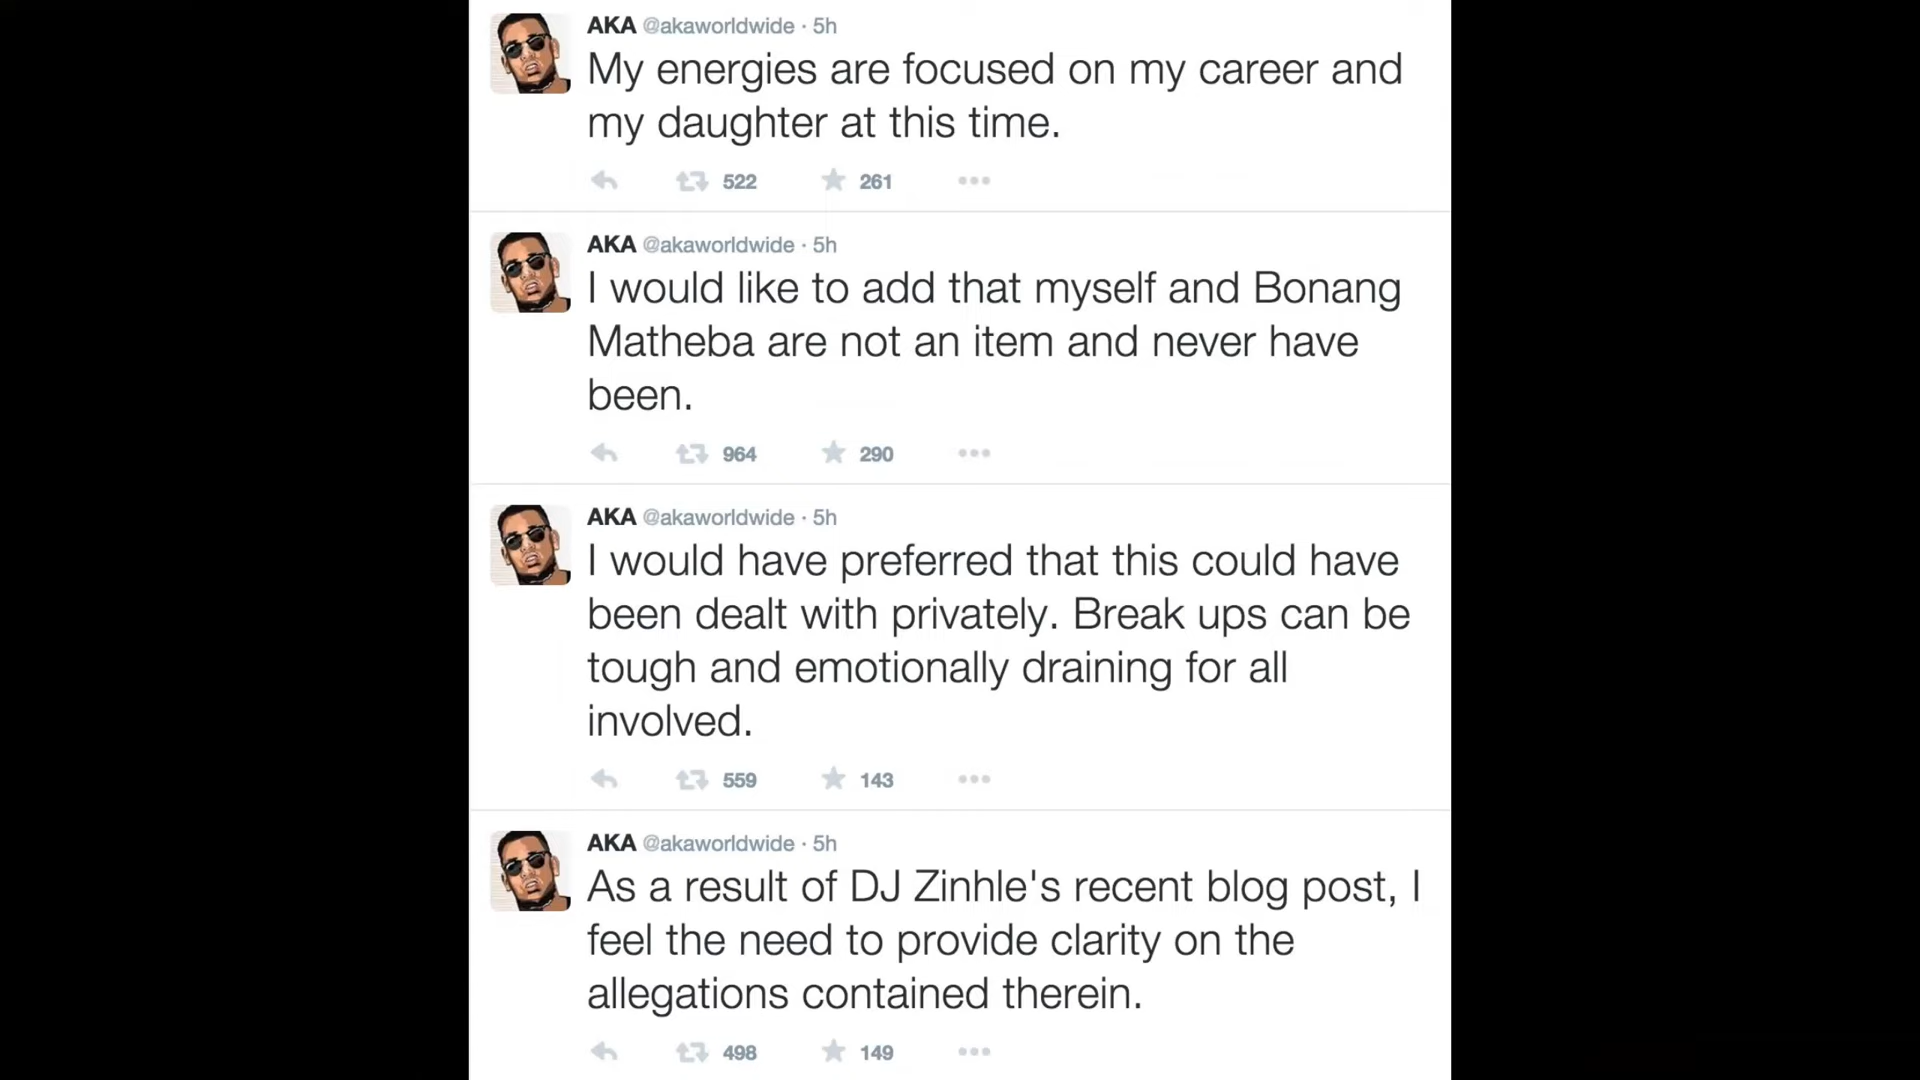 AKA @akaworldwide · 5h
My energies are focused on my career and
my daughter at this time.
522 261
AKA @akaworldwide · 5h
I would like to add that myself and Bonang
Matheba are not an item and never have
been.
964 290
AKA @akaworldwide · 5h
I would have preferred that this could have
been dealt with privately. Break ups can be
tough and emotionally draining for all
involved.
559 143
AKA @akaworldwide · 5h
As a result of DJ Zinhle's recent blog post, I
feel the need to provide clarity on the
allegations contained therein.
498 149